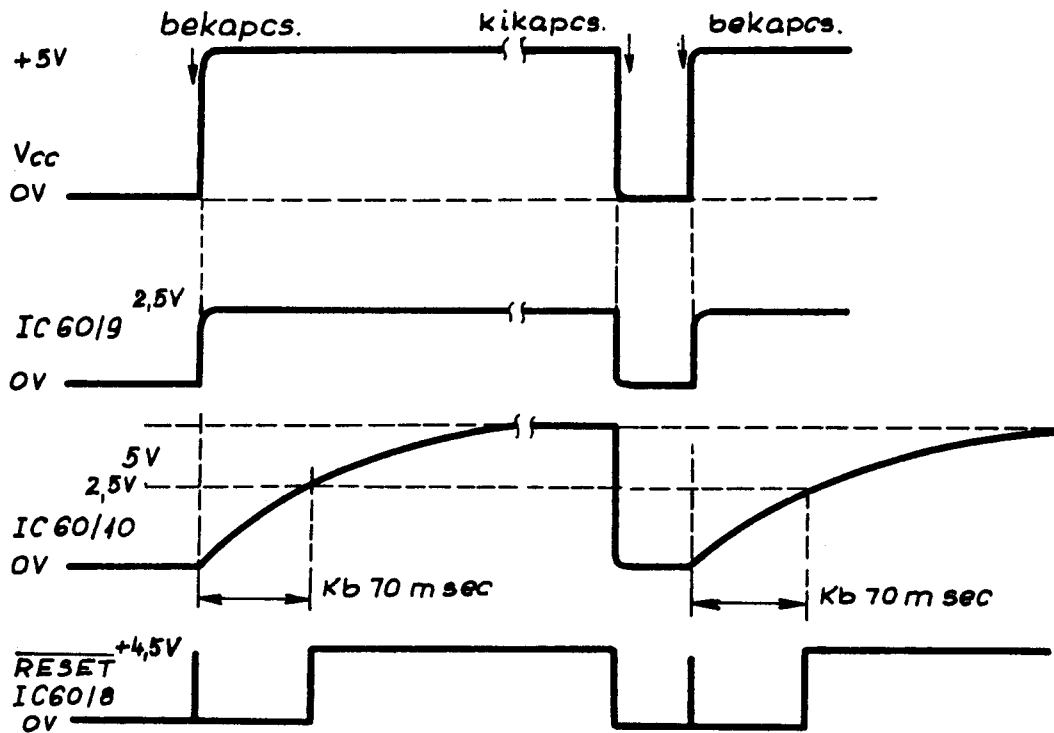 bekapcs. kikapcs. bekapcs.
+5V
Vcc
0V
2,5V
IC 60/9
0V
5V
2,5V
IC 60/10
0V
Kb 70 m sec Kb 70 m sec
+4,5V
RESET
IC60/8
0V